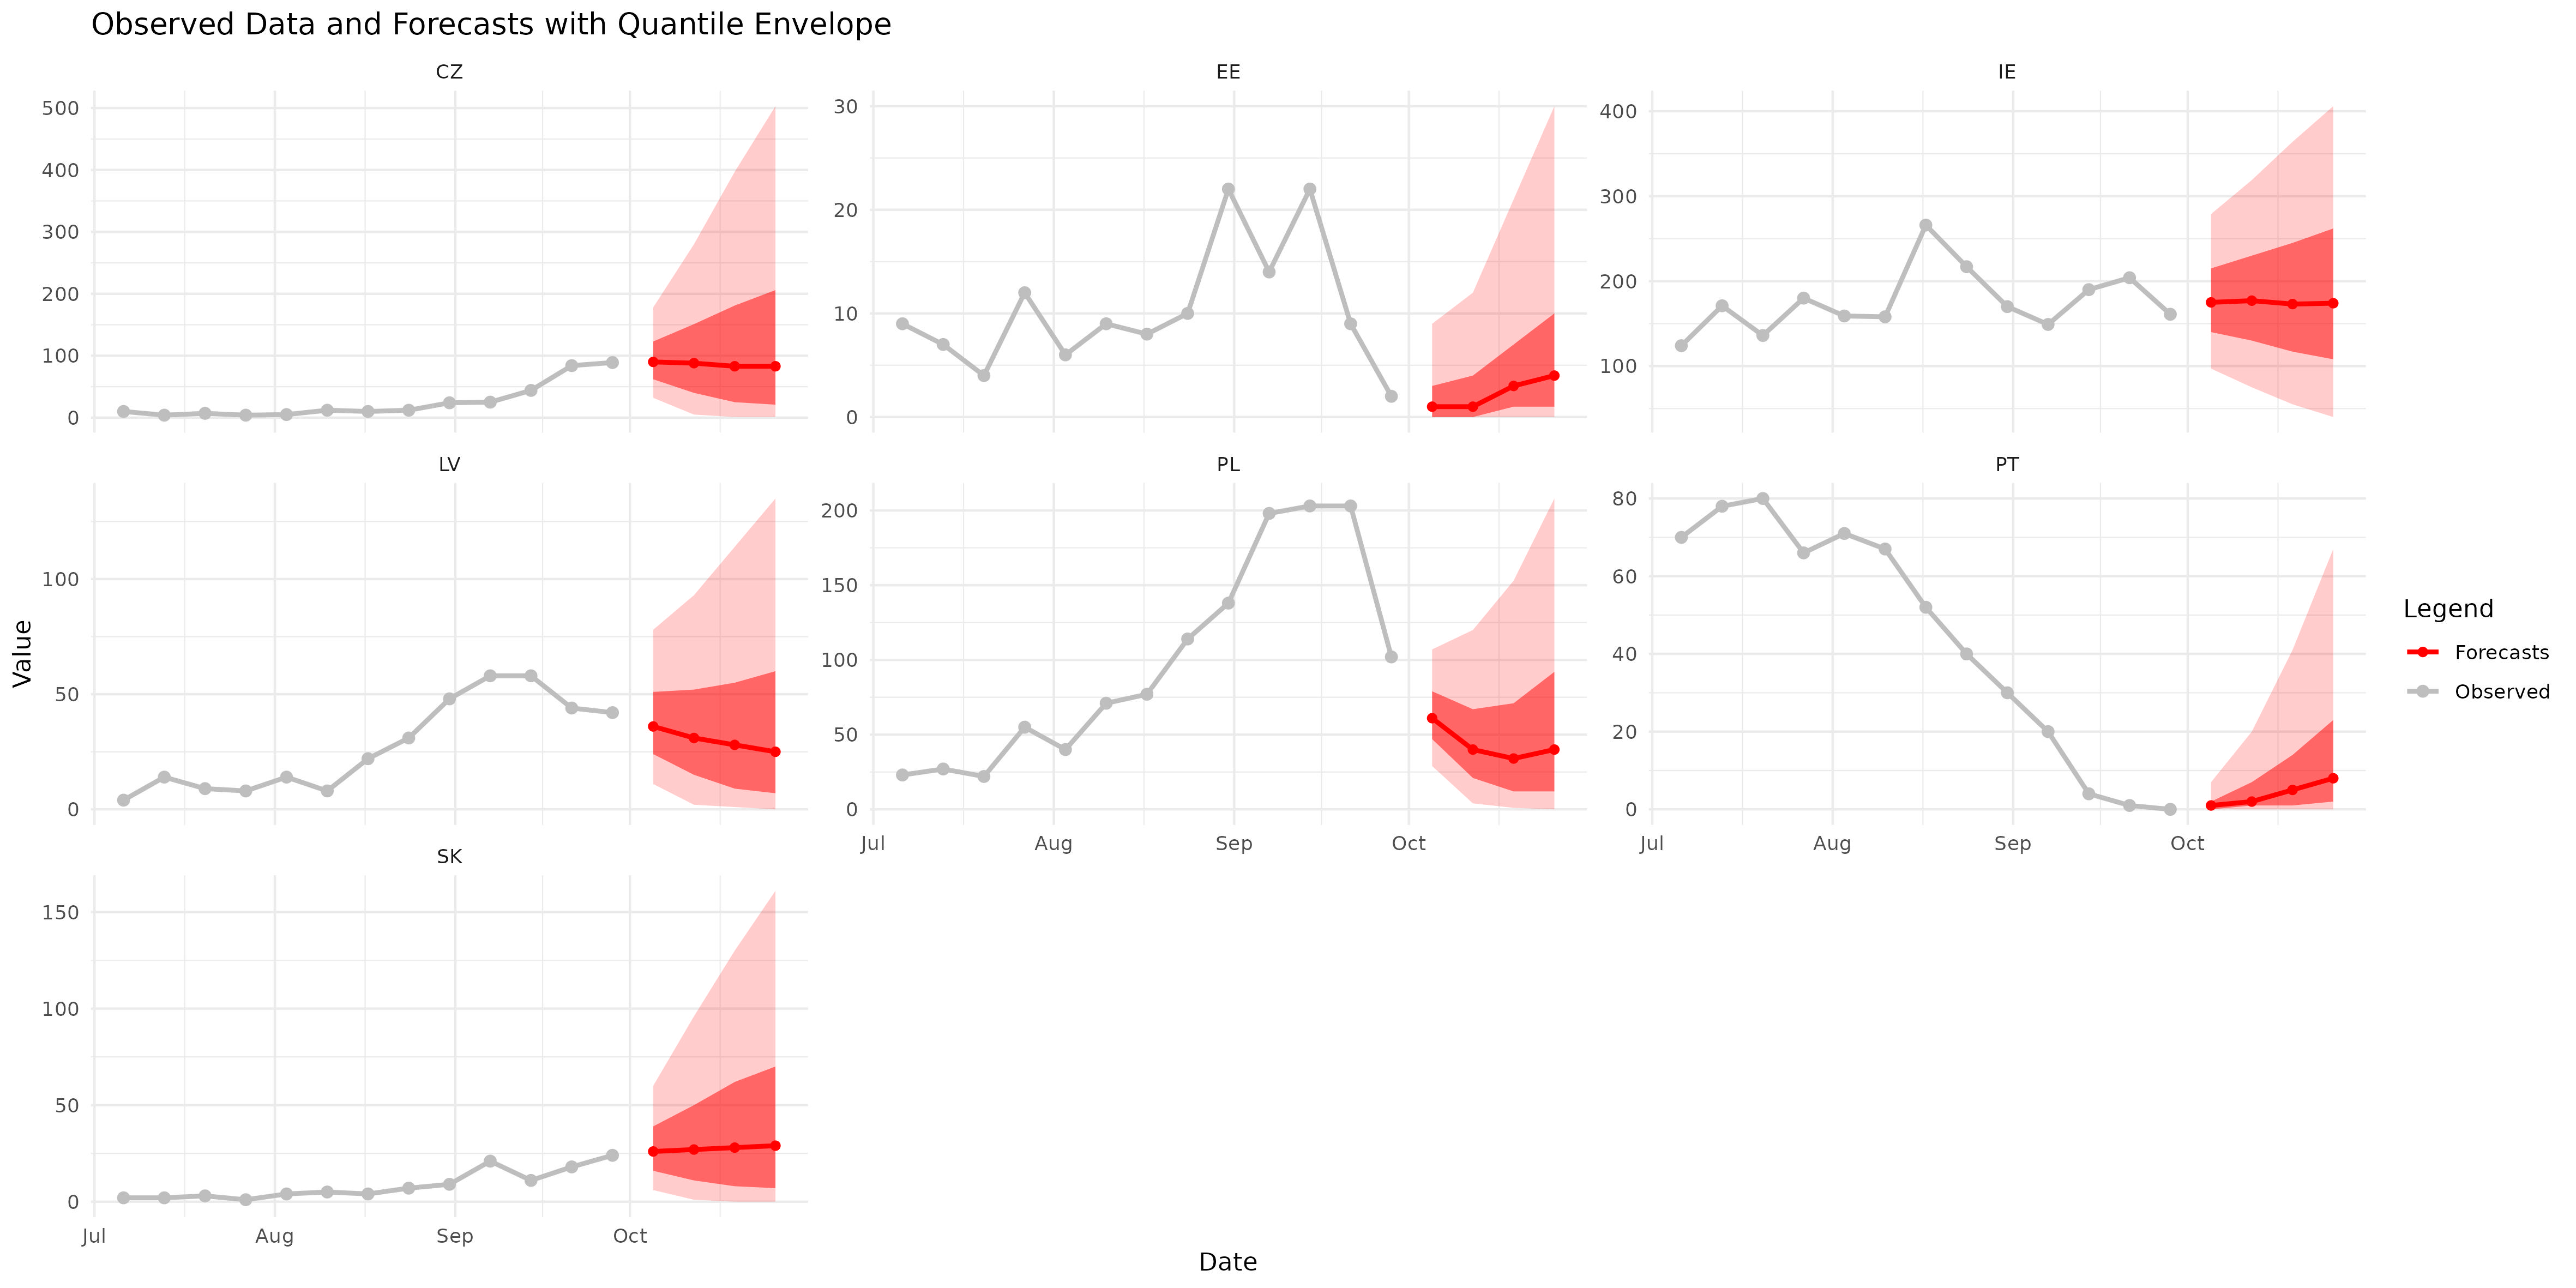 Observed Data and Forecasts with Quantile Envelope
CZ
EE
IE
500
400
300
200
100
0
30
20
10
0
400
300
200
100
LV
PL
PT
100
50
0
200
150
100
50
0
80
60
40
20
0
Jul Aug Sep Oct
Jul Aug Sep Oct
SK
150
100
50
0
Jul Aug Sep Oct
Value
Date
Legend
Forecasts
Observed